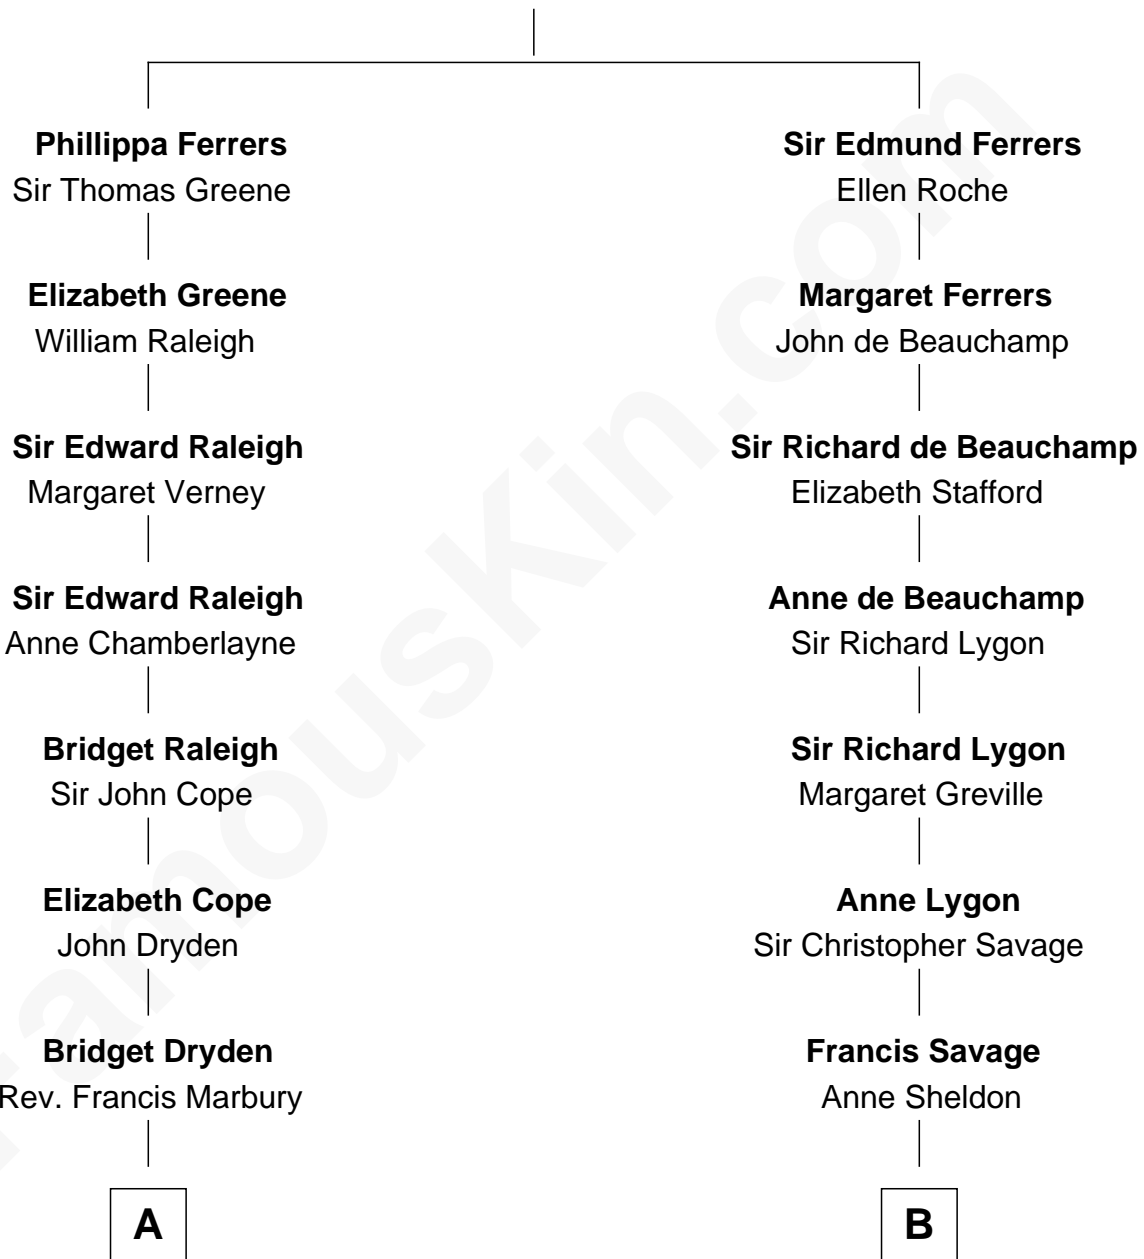 Phillippa Ferrers
Sir Thomas Greene
Elizabeth Greene
William Raleigh
Sir Edward Raleigh
Margaret Verney
Sir Edward Raleigh
Anne Chamberlayne
Bridget Raleigh
Sir John Cope
Elizabeth Cope
John Dryden
Bridget Dryden
Rev. Francis Marbury
A
Sir Edmund Ferrers
Ellen Roche
Margaret Ferrers
John de Beauchamp
Sir Richard de Beauchamp
Elizabeth Stafford
Anne de Beauchamp
Sir Richard Lygon
Sir Richard Lygon
Margaret Greville
Anne Lygon
Sir Christopher Savage
Francis Savage
Anne Sheldon
B
FamousKin.com